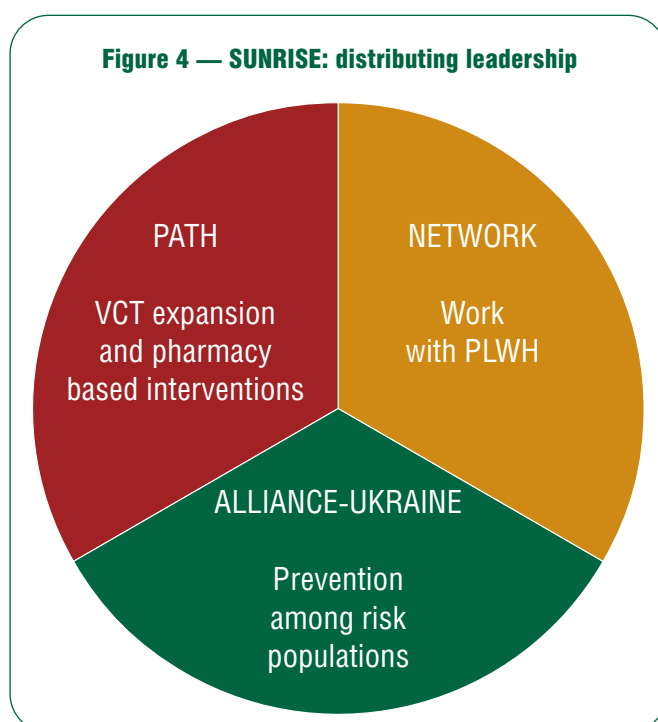 Figure 4 — SUNRISE: distributing leadership
PATH
VCT expansion
and pharmacy
based interventions
NETWORK
Work
with PLWH
ALLIANCE-UKRAINE
Prevention
among risk
populations